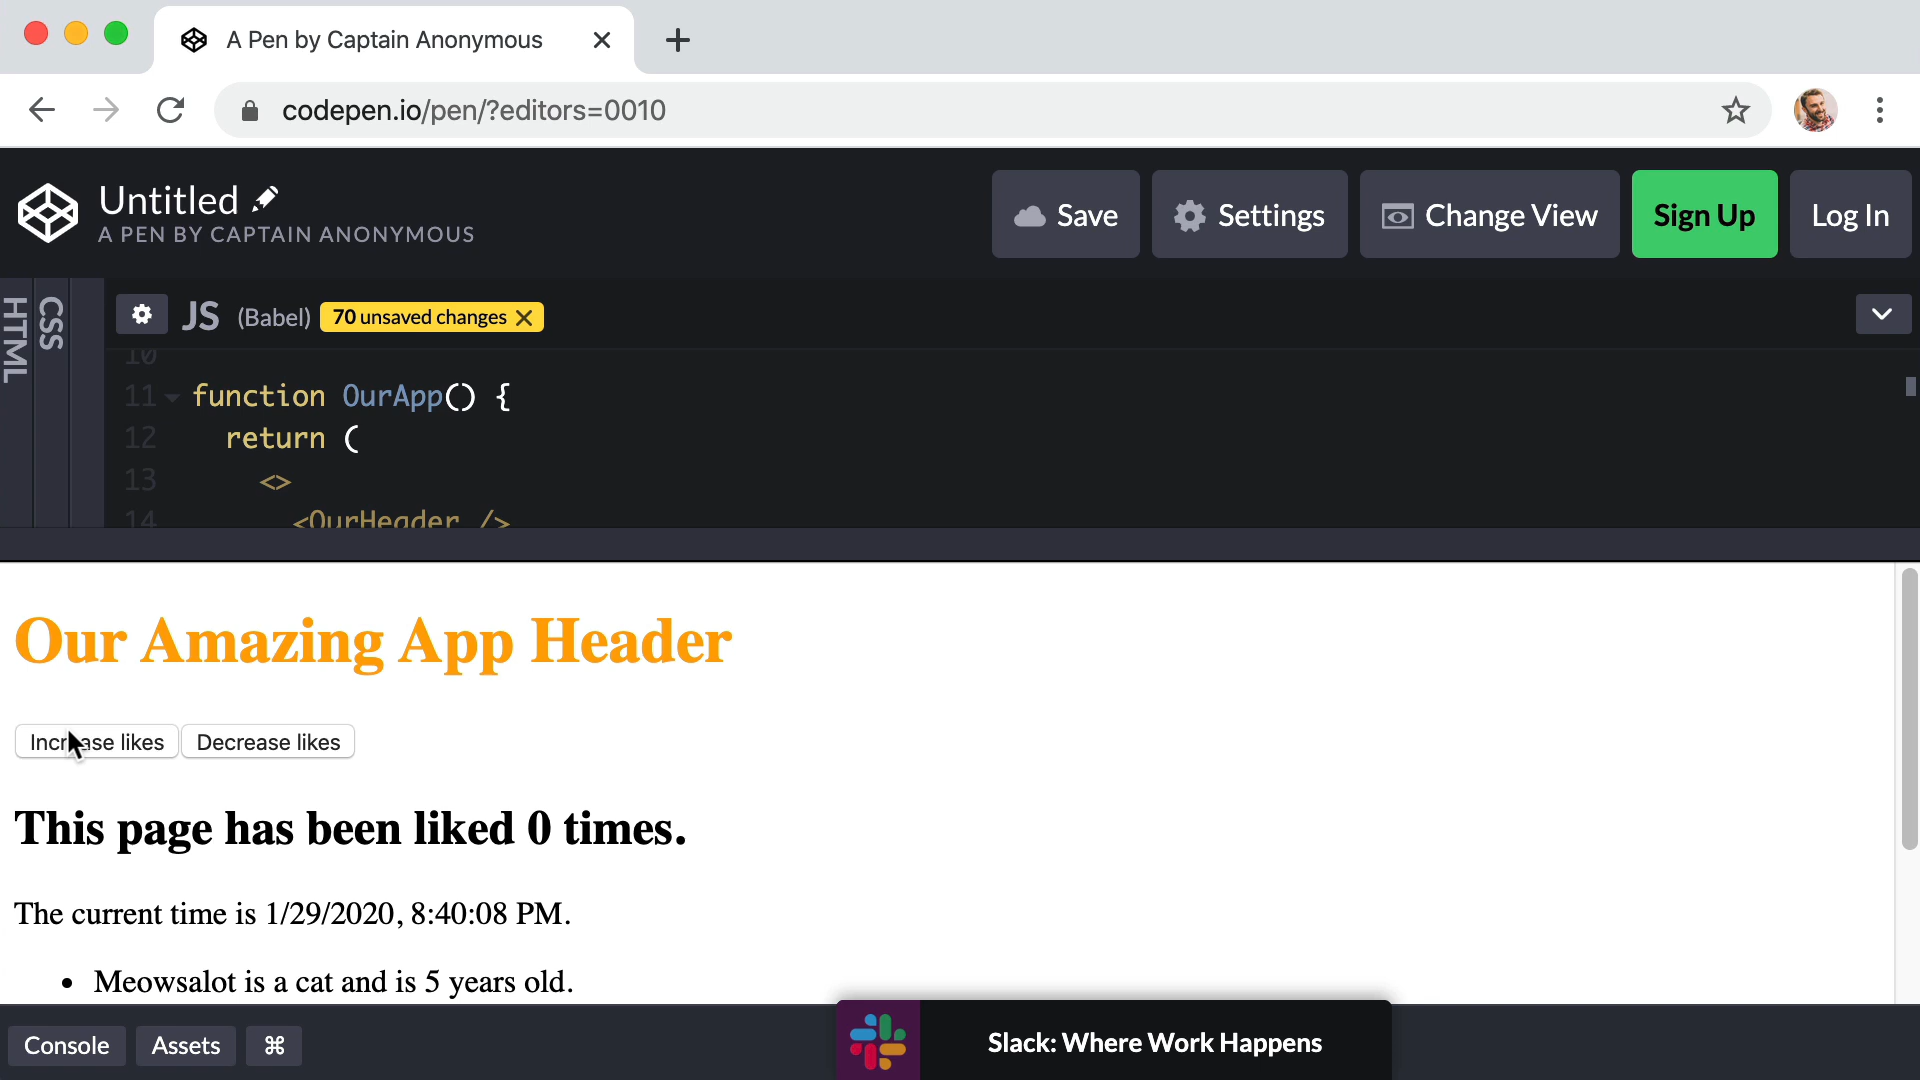 A Pen by Captain Anonymous
codepen.io/pen/?editors=0010
Untitled
A PEN BY CAPTAIN ANONYMOUS
Save
Settings
Change View
Sign Up
Log In
HTML
CSS
JS (Babel) 70 unsaved changes
10
11 function OurApp() {
12 return (
13 <>
14 <OurHeader />
Our Amazing App Header
Increase likes Decrease likes
This page has been liked 0 times.
The current time is 1/29/2020, 8:40:08 PM.
• Meowsalot is a cat and is 5 years old.
Console Assets ⌘
Slack: Where Work Happens